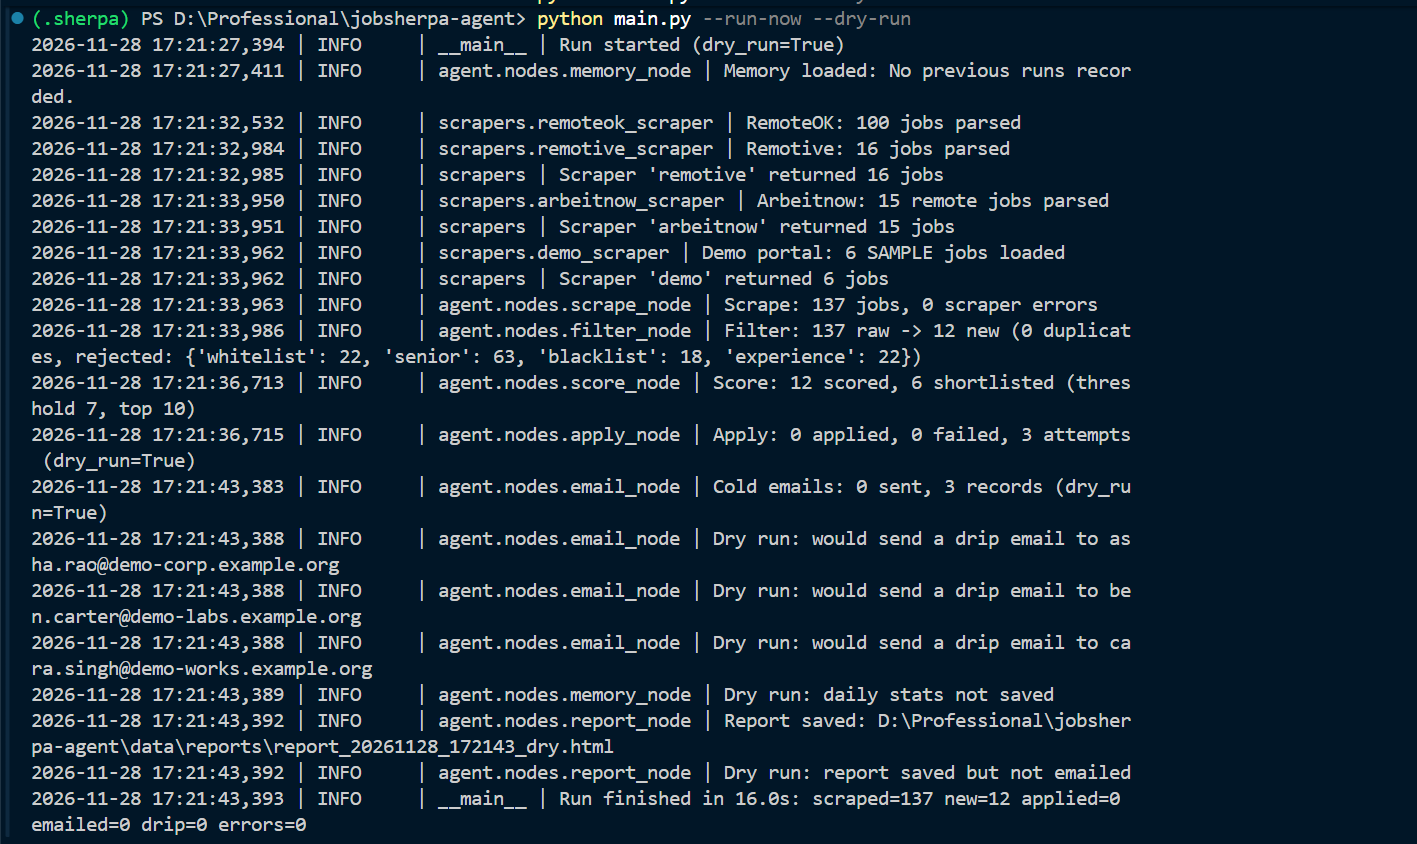 (.sherpa) PS D:\Professional\jobsherpa-agent> python main.py --run-now --dry-run
2026-11-28 17:21:27,394 | INFO     | __main__ | Run started (dry_run=True)
2026-11-28 17:21:27,411 | INFO     | agent.nodes.memory_node | Memory loaded: No previous runs recor
ded.
2026-11-28 17:21:32,532 | INFO     | scrapers.remoteok_scraper | RemoteOK: 100 jobs parsed
2026-11-28 17:21:32,984 | INFO     | scrapers.remotive_scraper | Remotive: 16 jobs parsed
2026-11-28 17:21:32,985 | INFO     | scrapers | Scraper 'remotive' returned 16 jobs
2026-11-28 17:21:33,950 | INFO     | scrapers.arbeitnow_scraper | Arbeitnow: 15 remote jobs parsed
2026-11-28 17:21:33,951 | INFO     | scrapers | Scraper 'arbeitnow' returned 15 jobs
2026-11-28 17:21:33,962 | INFO     | scrapers.demo_scraper | Demo portal: 6 SAMPLE jobs loaded
2026-11-28 17:21:33,962 | INFO     | scrapers | Scraper 'demo' returned 6 jobs
2026-11-28 17:21:33,963 | INFO     | agent.nodes.scrape_node | Scrape: 137 jobs, 0 scraper errors
2026-11-28 17:21:33,986 | INFO     | agent.nodes.filter_node | Filter: 137 raw -> 12 new (0 duplicat
es, rejected: {'whitelist': 22, 'senior': 63, 'blacklist': 18, 'experience': 22})
2026-11-28 17:21:36,713 | INFO     | agent.nodes.score_node | Score: 12 scored, 6 shortlisted (thres
hold 7, top 10)
2026-11-28 17:21:36,715 | INFO     | agent.nodes.apply_node | Apply: 0 applied, 0 failed, 3 attempts
 (dry_run=True)
2026-11-28 17:21:43,383 | INFO     | agent.nodes.email_node | Cold emails: 0 sent, 3 records (dry_ru
n=True)
2026-11-28 17:21:43,388 | INFO     | agent.nodes.email_node | Dry run: would send a drip email to as
ha.rao@demo-corp.example.org
2026-11-28 17:21:43,388 | INFO     | agent.nodes.email_node | Dry run: would send a drip email to be
n.carter@demo-labs.example.org
2026-11-28 17:21:43,388 | INFO     | agent.nodes.email_node | Dry run: would send a drip email to ca
ra.singh@demo-works.example.org
2026-11-28 17:21:43,389 | INFO     | agent.nodes.memory_node | Dry run: daily stats not saved
2026-11-28 17:21:43,392 | INFO     | agent.nodes.report_node | Report saved: D:\Professional\jobsher
pa-agent\data\reports\report_20261128_172143_dry.html
2026-11-28 17:21:43,392 | INFO     | agent.nodes.report_node | Dry run: report saved but not emailed
2026-11-28 17:21:43,393 | INFO     | __main__ | Run finished in 16.0s: scraped=137 new=12 applied=0
emailed=0 drip=0 errors=0